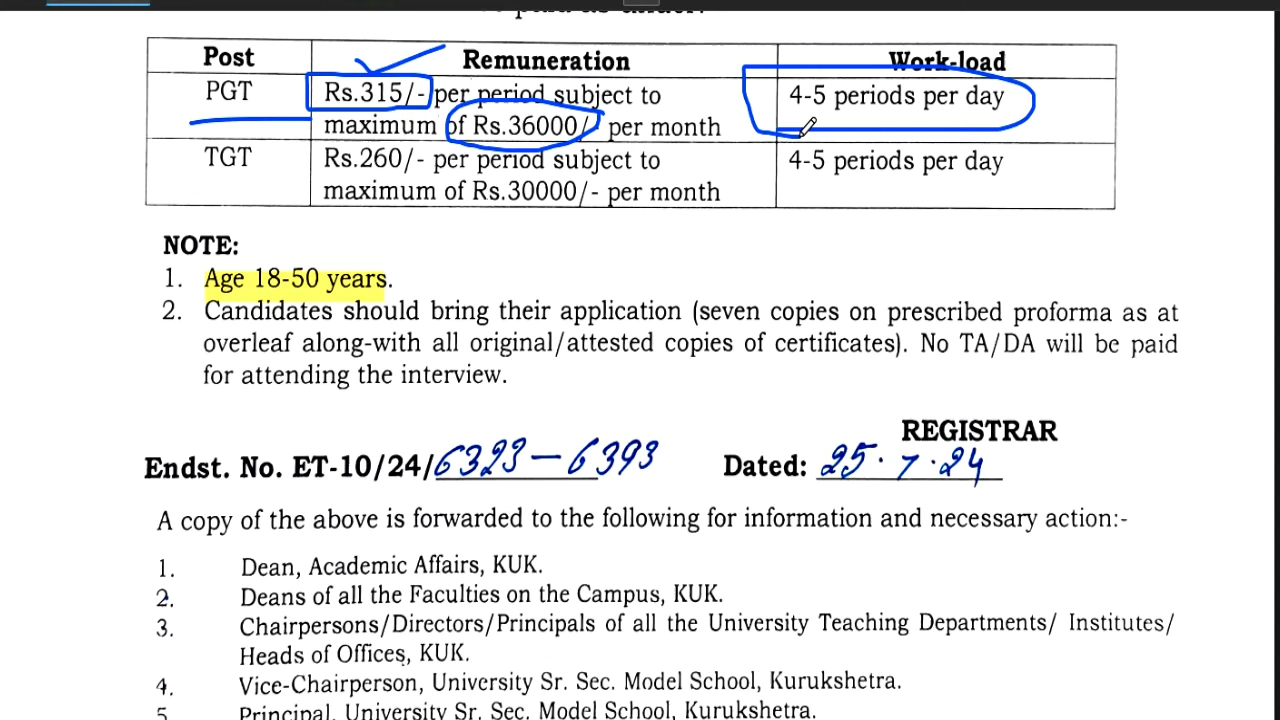 Post Remuneration Work-load
PGT Rs.315/- per period subject to 4-5 periods per day
maximum of Rs.36000/- per month
TGT Rs.260/- per period subject to 4-5 periods per day
maximum of Rs.30000/- per month
NOTE:
1. Age 18-50 years.
2. Candidates should bring their application (seven copies on prescribed proforma as at
overleaf along-with all original/attested copies of certificates). No TA/DA will be paid
for attending the interview.
REGISTRAR
Endst. No. ET-10/24/6323-6393 Dated: 25.7.24
A copy of the above is forwarded to the following for information and necessary action:-
1. Dean, Academic Affairs, KUK.
2. Deans of all the Faculties on the Campus, KUK.
3. Chairpersons/Directors/Principals of all the University Teaching Departments/ Institutes/
Heads of Offices, KUK.
4. Vice-Chairperson, University Sr. Sec. Model School, Kurukshetra.
5. Principal, University Sr. Sec. Model School, Kurukshetra.